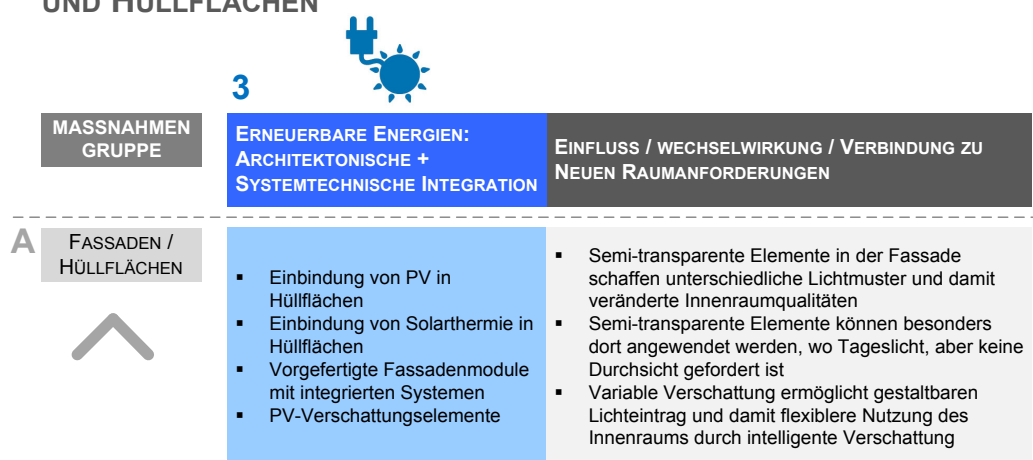 UND HÜLLFLÄCHEN
3
MASSNAHMEN
GRUPPE
ERNEUERBARE ENERGIEN:
ARCHITEKTONISCHE +
SYSTEMTECHNISCHE INTEGRATION
EINFLUSS / WECHSELWIRKUNG / VERBINDUNG ZU
NEUEN RAUMANFORDERUNGEN
A
FASSADEN /
HÜLLFLÄCHEN
▪ Einbindung von PV in
Hüllflächen
▪ Einbindung von Solarthermie in
Hüllflächen
▪ Vorgefertigte Fassadenmodule
mit integrierten Systemen
▪ PV-Verschattungselemente
▪ Semi-transparente Elemente in der Fassade
schaffen unterschiedliche Lichtmuster und damit
veränderte Innenraumqualitäten
▪ Semi-transparente Elemente können besonders
dort angewendet werden, wo Tageslicht, aber keine
Durchsicht gefordert ist
▪ Variable Verschattung ermöglicht gestaltbaren
Lichteintrag und damit flexiblere Nutzung des
Innenraums durch intelligente Verschattung